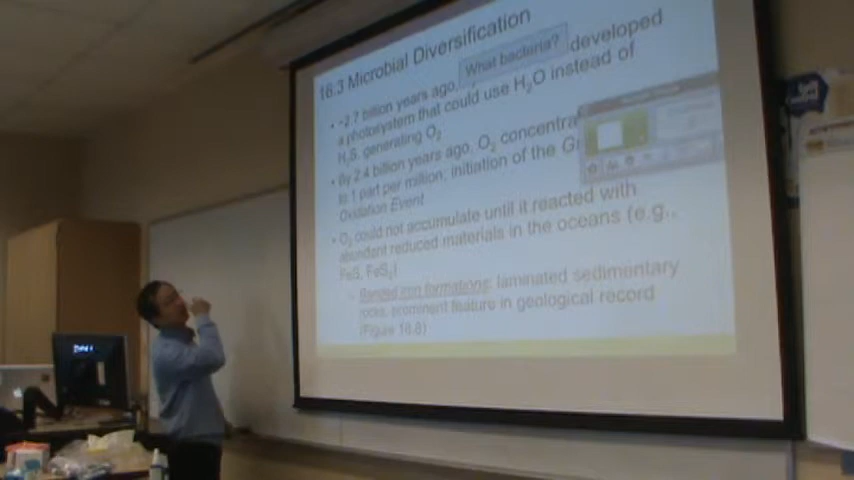 16.3 Microbial Diversification
• ~2.7 billion years ago, What bacteria? developed
a photosystem that could use H₂O instead of
H₂S, generating O₂
• By 2.4 billion years ago, O₂ concentra
to 1 part per million; initiation of the G
Oxidation Event
• O₂ could not accumulate until it reacted with
abundant reduced materials in the oceans (e.g.,
FeS, FeS₂)
– Banded iron formations: laminated sedimentary
rocks; prominent feature in geological record
(Figure 16.8)